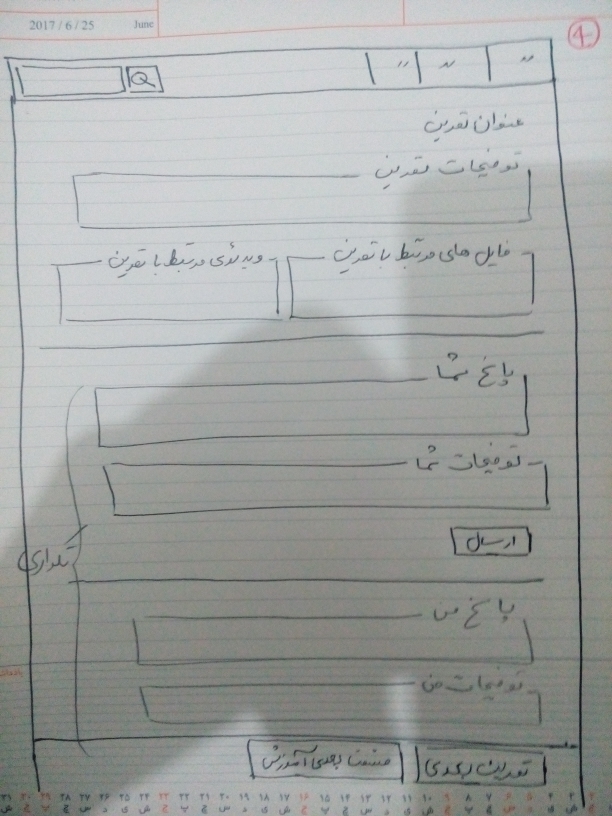 2017 / 6 / 25 June
4
عنوان تمرین
توضیحات تمرین
فایل های مرتبط با تمرین
ویدئوی مرتبط با تمرین
پاسخ شما
توضیحات شما
ارسال
تکراری
پاسخ من
توضیحات من
تمرین بعدی
قسمت بعدی آموزش